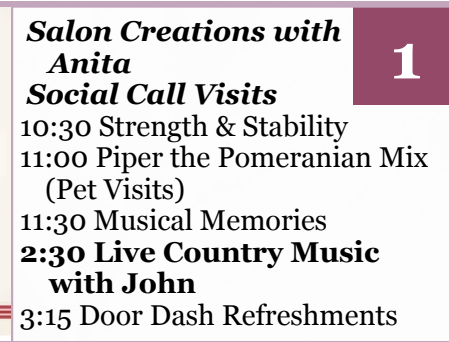 Salon Creations with
Anita
1
Social Call Visits
10:30 Strength & Stability
11:00 Piper the Pomeranian Mix
(Pet Visits)
11:30 Musical Memories
2:30 Live Country Music
with John
3:15 Door Dash Refreshments